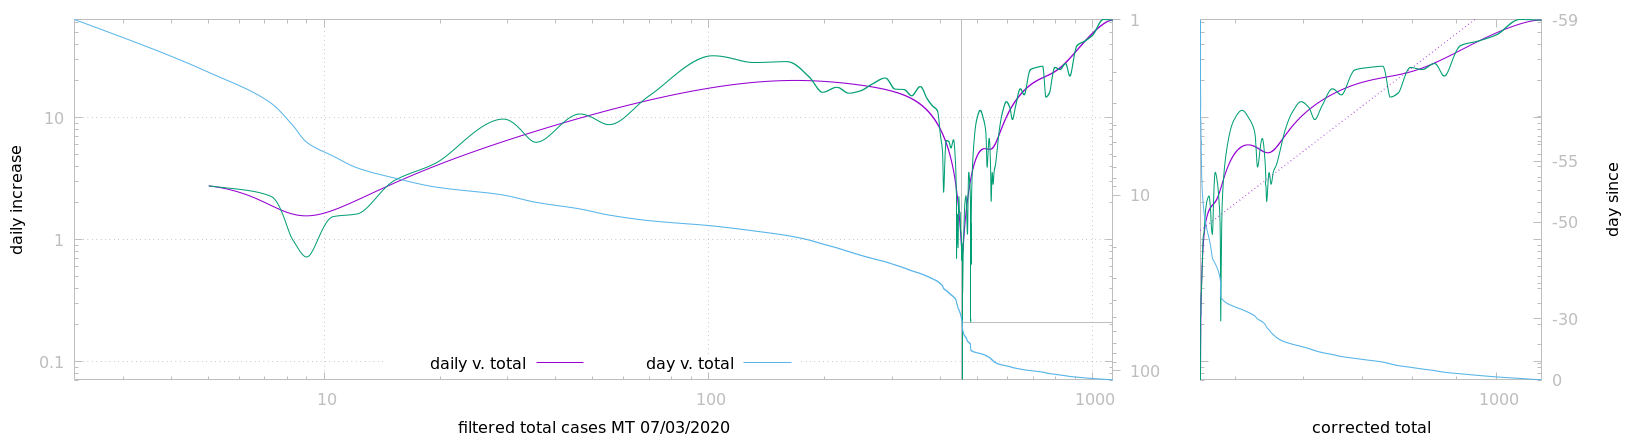 daily increase
10
1
0.1
10
100
1000
filtered total cases MT 07/03/2020
daily v. total
day v. total
1
10
100
1000
corrected total
-59
-55
-50
-30
0
day since